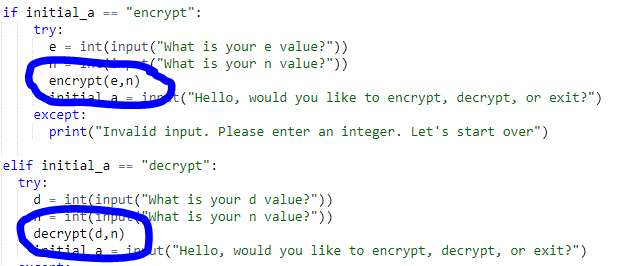 if initial_a == "encrypt":
try:
e = int(input("What is your e value?"))
n = int(input("What is your n value?"))
encrypt(e,n)
initial_a = input("Hello, would you like to encrypt, decrypt, or exit?")
except:
print("Invalid input. Please enter an integer. Let's start over")
elif initial_a == "decrypt":
try:
d = int(input("What is your d value?"))
n = int(input("What is your n value?"))
decrypt(d,n)
initial_a = input("Hello, would you like to encrypt, decrypt, or exit?")